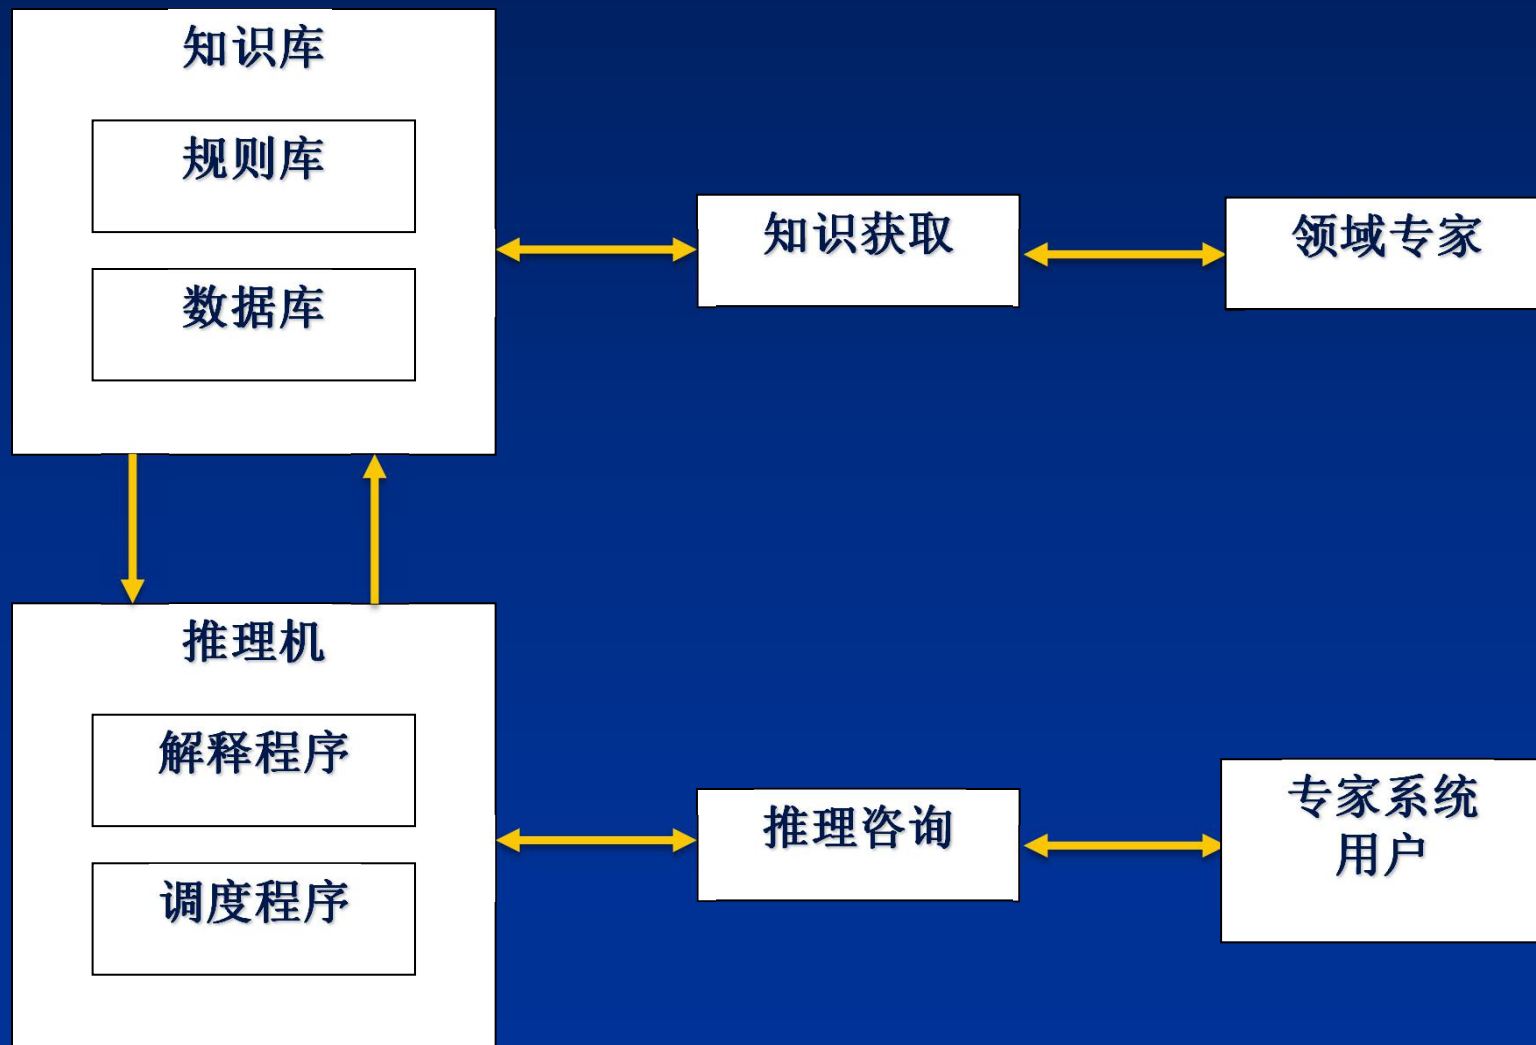 知识库
规则库
数据库
知识获取
领域专家
推理机
解释程序
调度程序
推理咨询
专家系统
用户